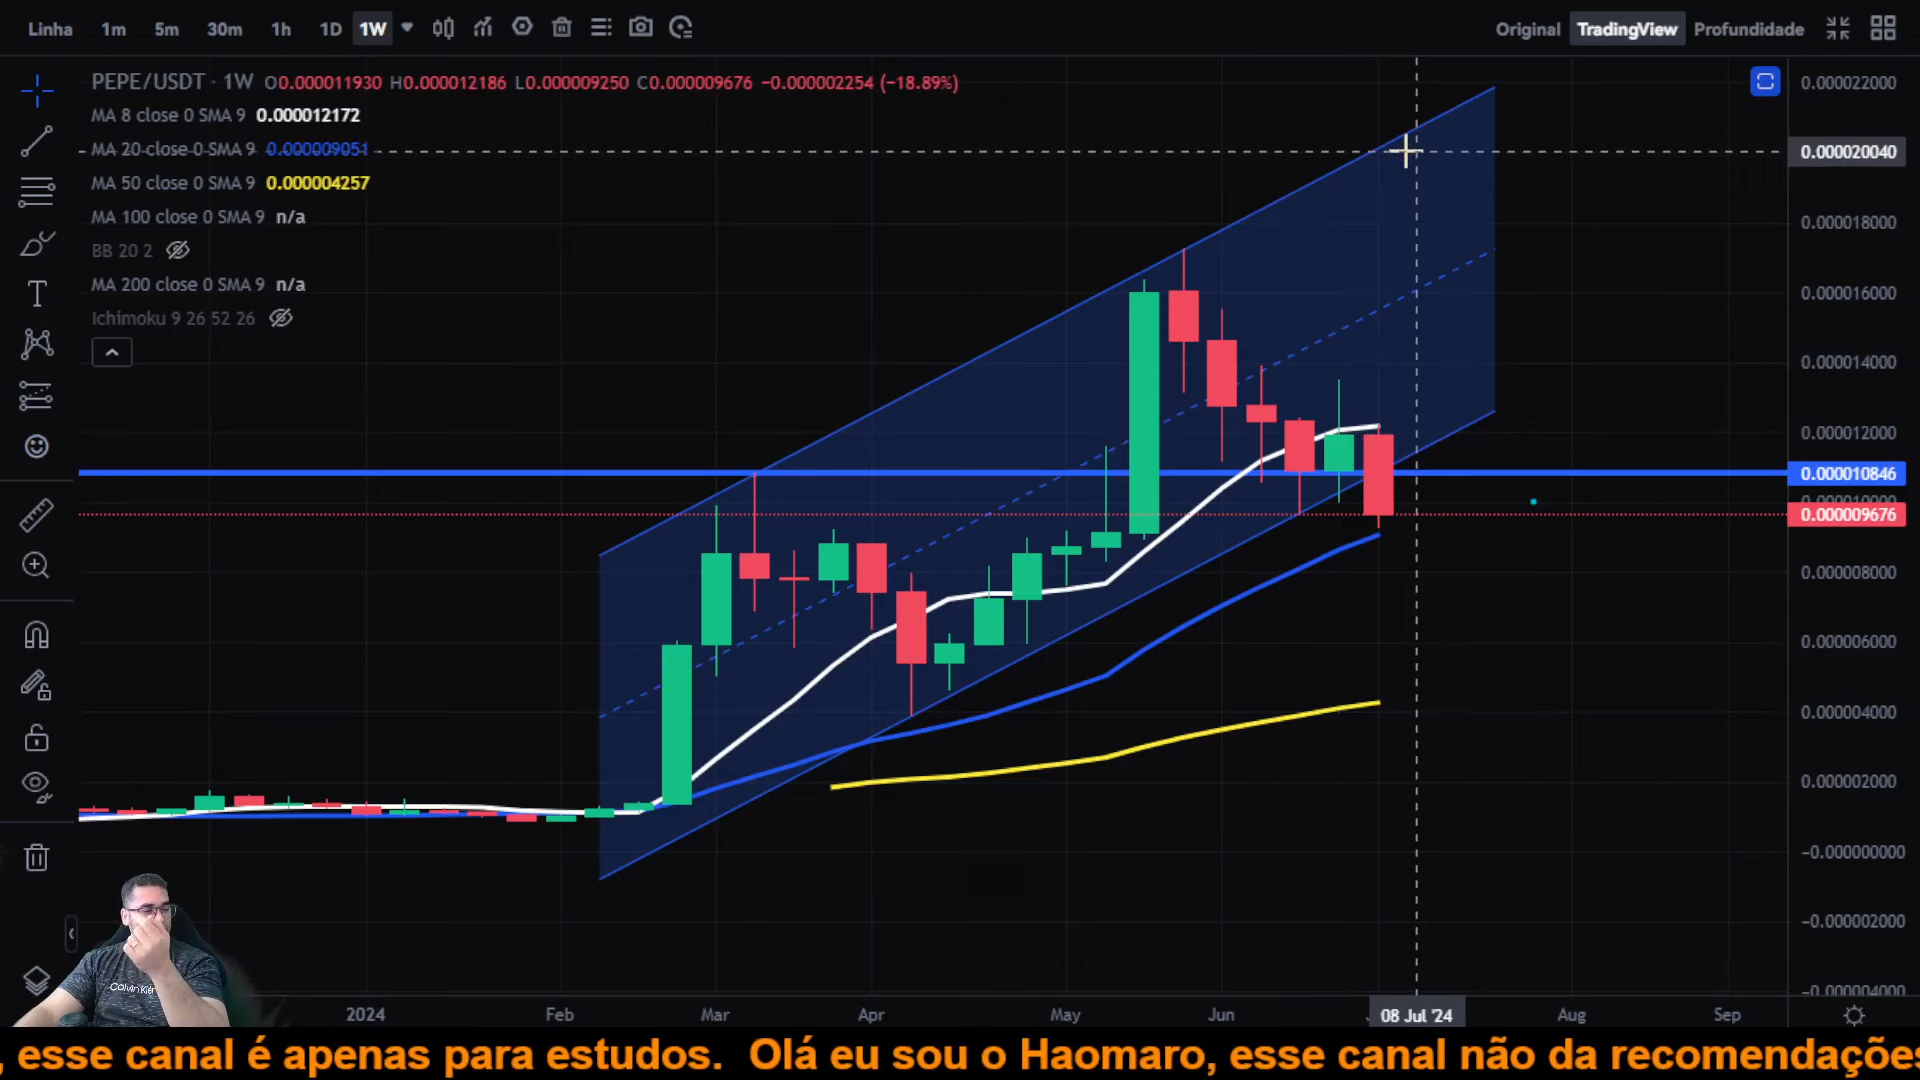 Linha 1m 5m 30m 1h 1D 1W Original TradingView Profundidade
PEPE/USDT · 1W O0.000011930 H0.000012186 L0.000009250 C0.000009676 −0.000002254 (−18.89%)
MA 8 close 0 SMA 9 0.000012172
MA 20 close 0 SMA 9 0.000009051
MA 50 close 0 SMA 9 0.000004257
MA 100 close 0 SMA 9 n/a
BB 20 2
MA 200 close 0 SMA 9 n/a
Ichimoku 9 26 52 26
0.000022000
0.000020040
0.000018000
0.000016000
0.000014000
0.000012000
0.000010846
0.000010000
0.000009676
0.000008000
0.000006000
0.000004000
0.000002000
−0.000000000
−0.000002000
−0.000004000
2024 Feb Mar Apr May Jun 08 Jul '24 Aug Sep
, esse canal é apenas para estudos. Olá eu sou o Haomaro, esse canal não da recomendações